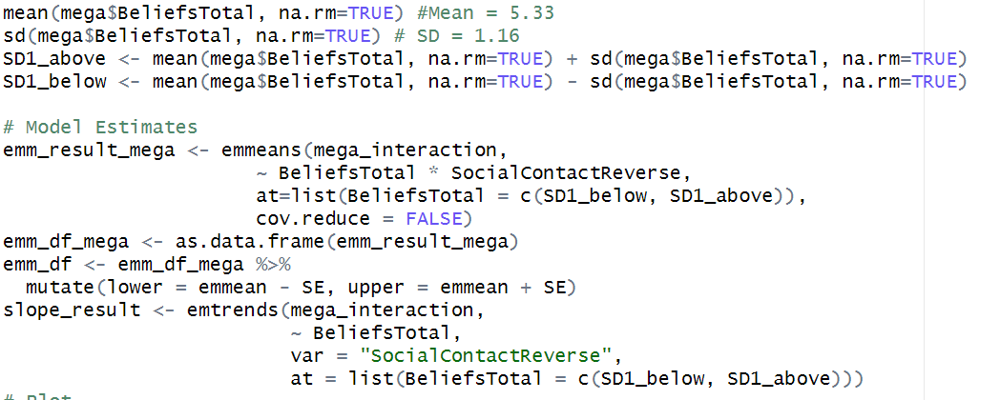 mean(mega$BeliefsTotal, na.rm=TRUE) #Mean = 5.33
sd(mega$BeliefsTotal, na.rm=TRUE) # SD = 1.16
SD1_above <- mean(mega$BeliefsTotal, na.rm=TRUE) + sd(mega$BeliefsTotal, na.rm=TRUE)
SD1_below <- mean(mega$BeliefsTotal, na.rm=TRUE) - sd(mega$BeliefsTotal, na.rm=TRUE)
# Model Estimates
emm_result_mega <- emmeans(mega_interaction,
~ BeliefsTotal * SocialContactReverse,
at=list(BeliefsTotal = c(SD1_below, SD1_above)),
cov.reduce = FALSE)
emm_df_mega <- as.data.frame(emm_result_mega)
emm_df <- emm_df_mega %>%
mutate(lower = emmean - SE, upper = emmean + SE)
slope_result <- emtrends(mega_interaction,
~ BeliefsTotal,
var = "SocialContactReverse",
at = list(BeliefsTotal = c(SD1_below, SD1_above)))
# Plot